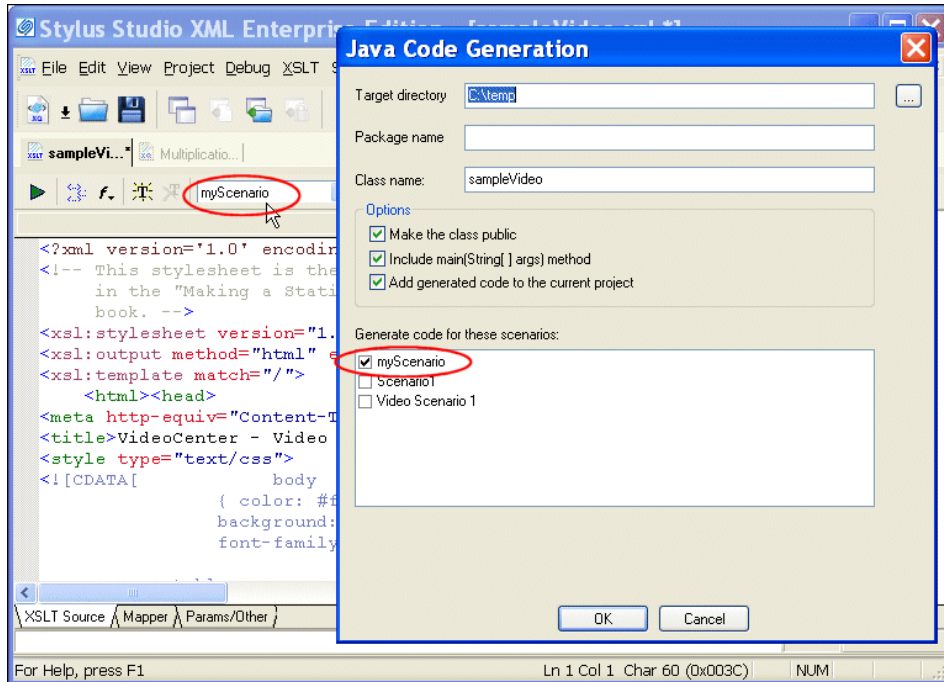 Stylus Studio XML Enterprise Edition - [sampleVideo.xsl *]
File Edit View Project Debug XSLT S
sampleVi...* Multiplicatio...
myScenario
<?xml version='1.0' encodin
<!-- This stylesheet is the
in the "Making a Stati
book. -->
<xsl:stylesheet version="1.
<xsl:output method="html" e
<xsl:template match="/">
<html><head>
<meta http-equiv="Content-T
<title>VideoCenter - Video
<style type="text/css">
<![CDATA[ body
{ color: #f
background:
font-family
XSLT Source Mapper Params/Other
For Help, press F1
Ln 1 Col 1 Char 60 (0x003C) NUM
Java Code Generation
Target directory C:\temp ...
Package name
Class name: sampleVideo
Options
Make the class public
Include main(String[ ] args) method
Add generated code to the current project
Generate code for these scenarios:
myScenario
Scenario1
Video Scenario 1
OK Cancel